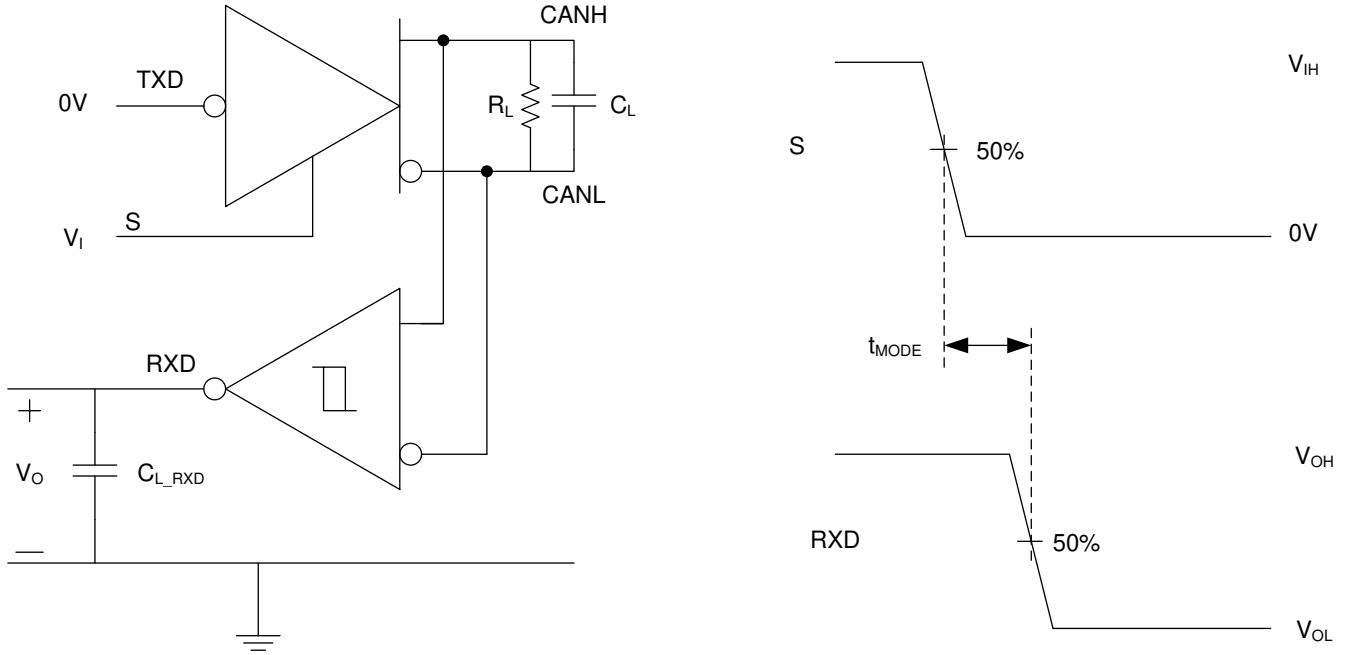 CANH
TXD
0V
R_L
C_L
S
CANL
V_I
RXD
+
V_O
C_L_RXD
—
V_IH
S
50%
0V
t_MODE
V_OH
RXD
50%
V_OL